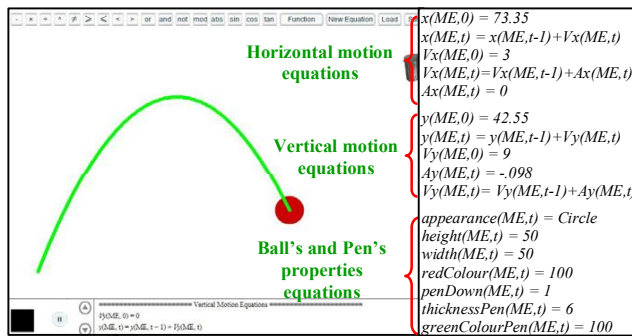 - × ÷ ^ ≠ ≥ ≤ < > or and not mod abs sin cos tan Function New Equation Load
Horizontal motion
equations
Vertical motion
equations
Ball's and Pen's
properties
equations
x(ME,0) = 73.35
x(ME,t) = x(ME,t-1)+Vx(ME,t)
Vx(ME,0) = 3
Vx(ME,t)=Vx(ME,t-1)+Ax(ME,t)
Ax(ME,t) = 0
y(ME,0) = 42.55
y(ME,t) = y(ME,t-1)+Vy(ME,t)
Vy(ME,0) = 9
Ay(ME,t) = -.098
Vy(ME,t)= Vy(ME,t-1)+Ay(ME,t)
appearance(ME,t) = Circle
height(ME,t) = 50
width(ME,t) = 50
redColour(ME,t) = 100
penDown(ME,t) = 1
thicknessPen(ME,t) = 6
greenColourPen(ME,t) = 100
Vertical Motion Equations
Vy(ME, 0) = 0
y(ME, t) = y(ME, t − 1) + Vy(ME, t)